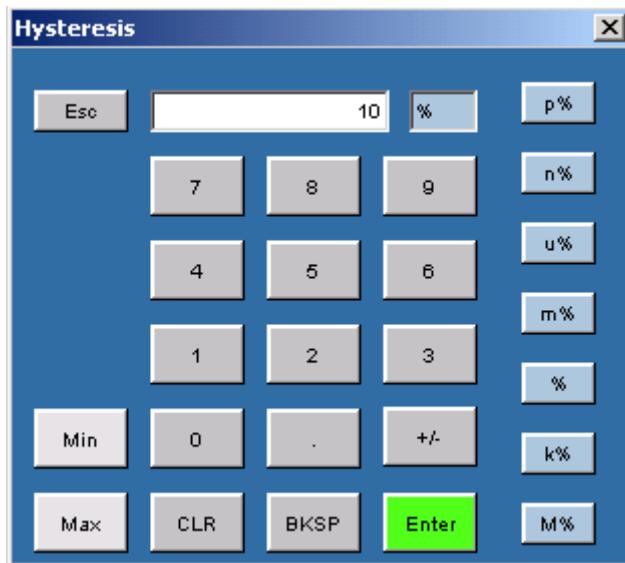 Hysteresis
Esc 10 % p%
7 8 9 n%
4 5 6 u%
m%
1 2 3
%
Min 0 . +/-
k%
Max CLR BKSP Enter M%